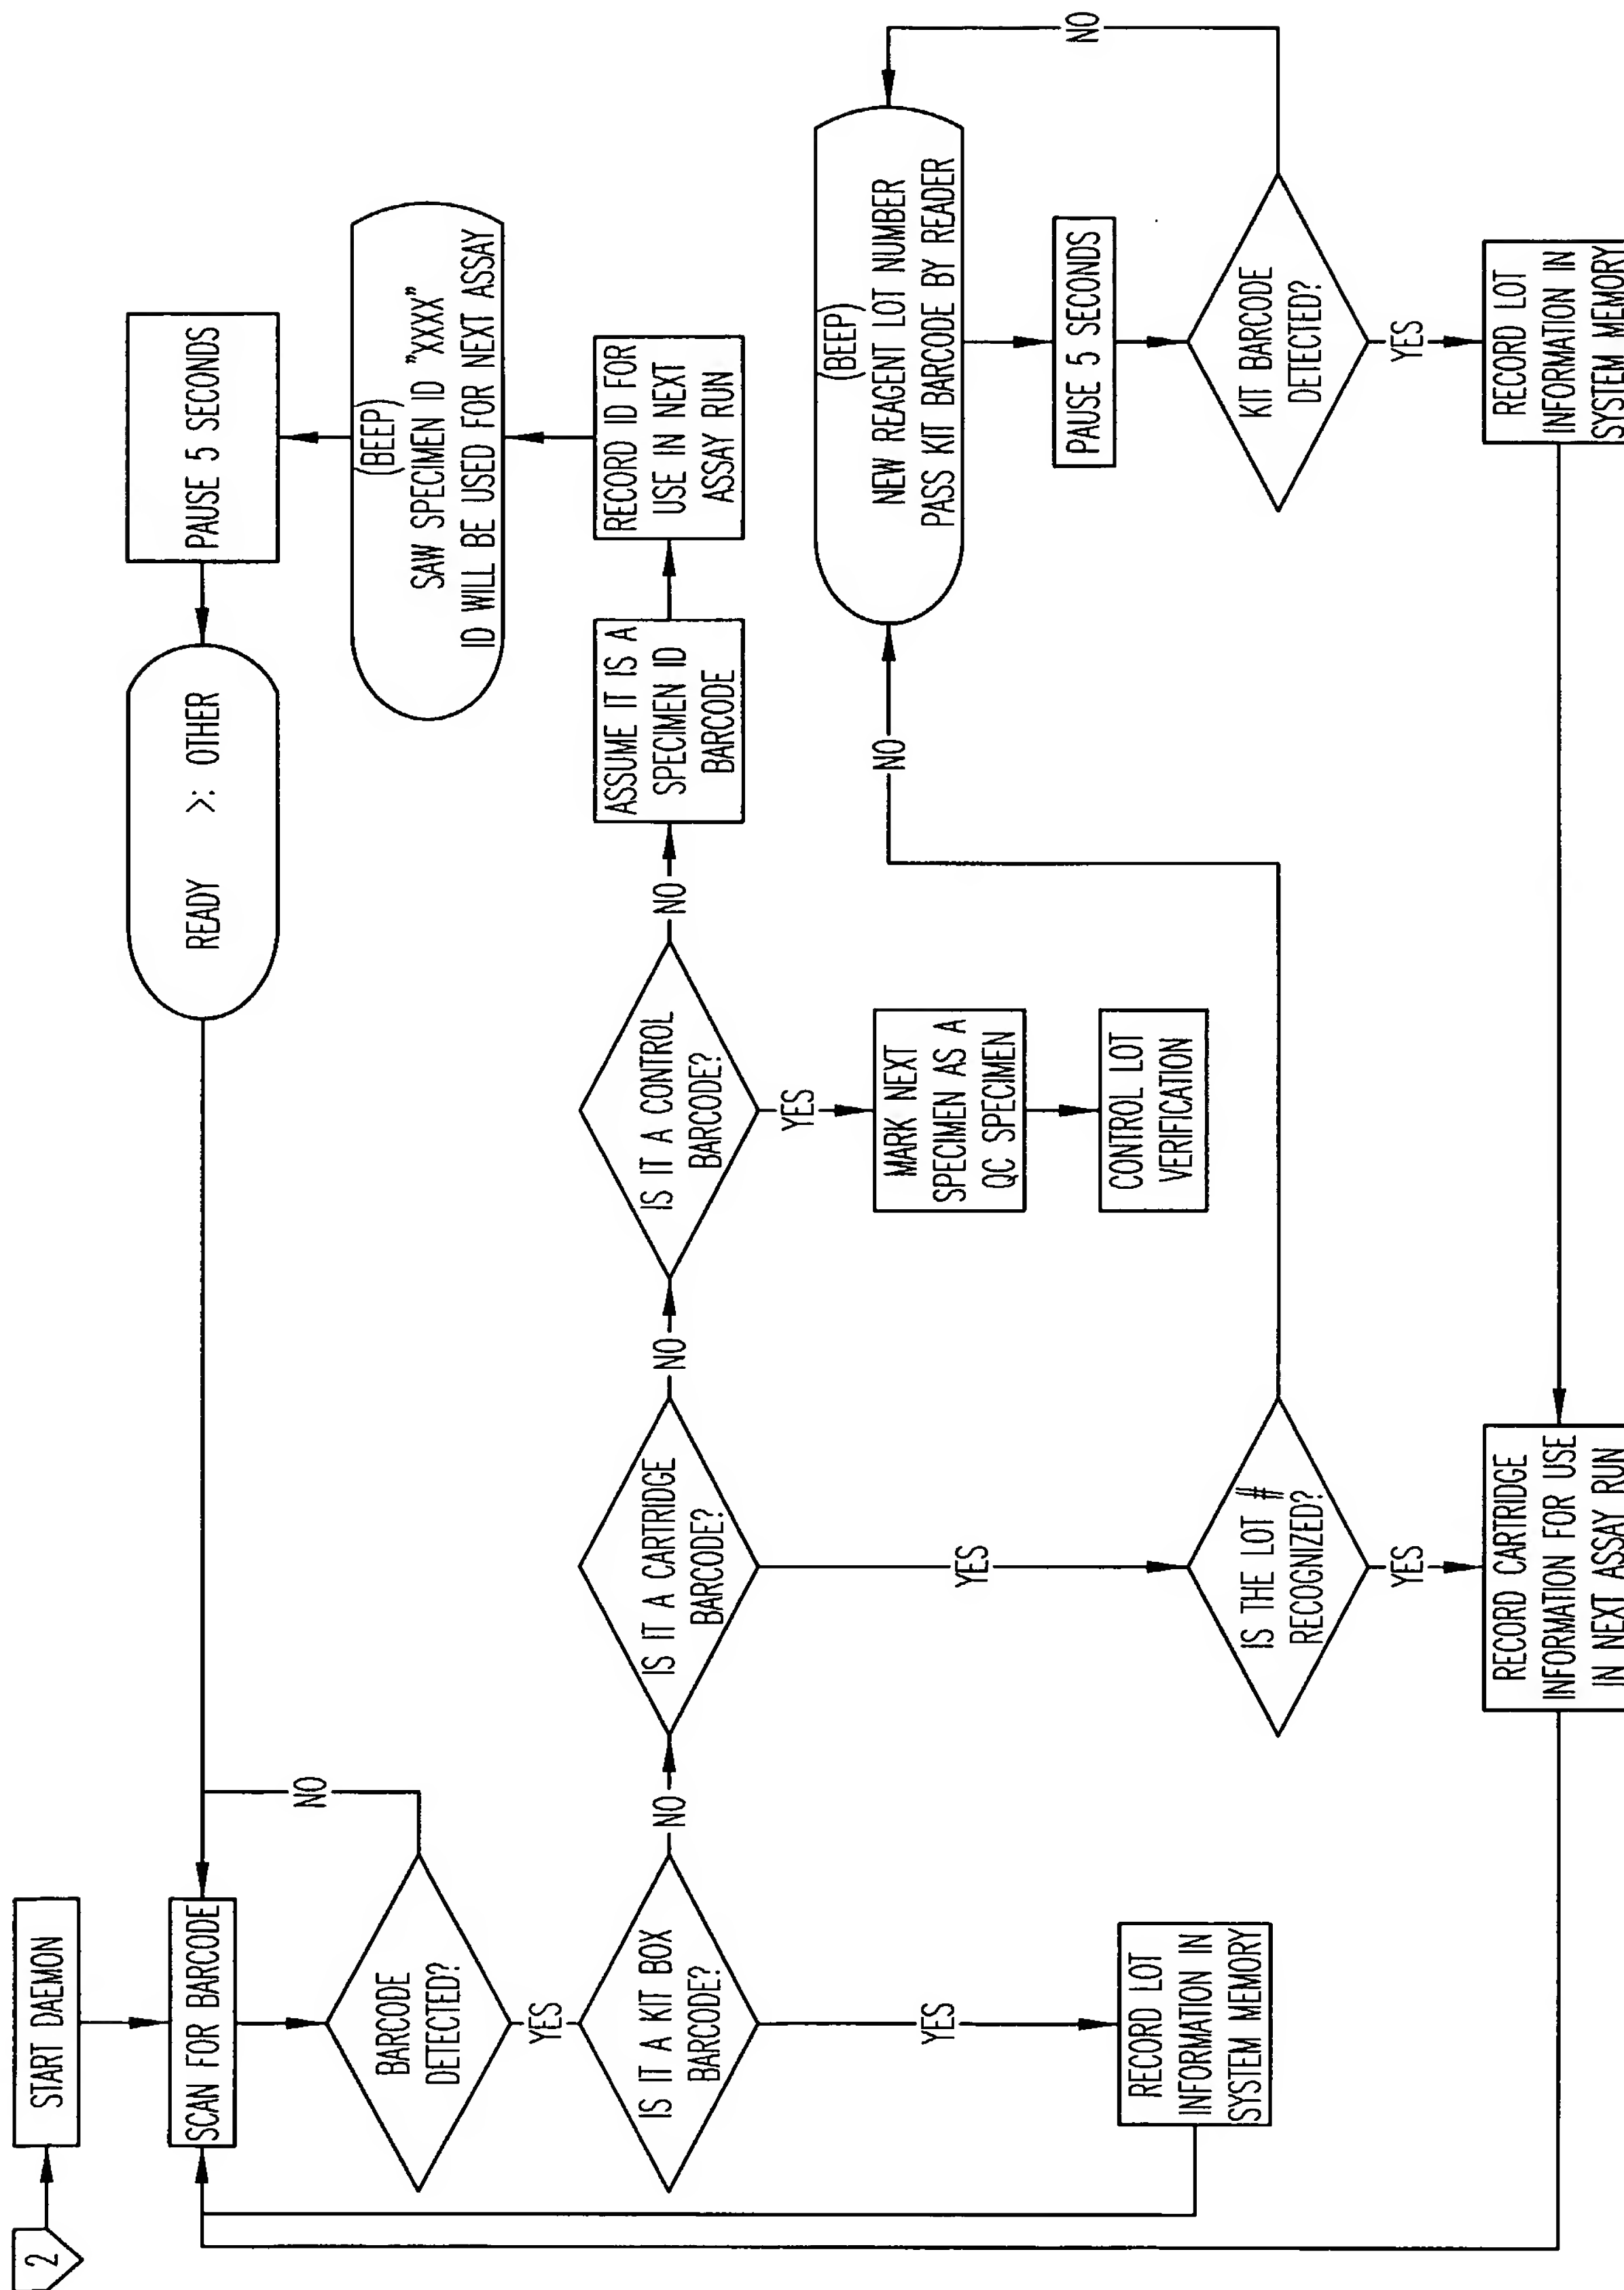 2
START DAEMON
SCAN FOR BARCODE
BARCODE
DETECTED?
NO
YES
IS IT A KIT BOX
BARCODE?
NO
YES
RECORD LOT
INFORMATION IN
SYSTEM MEMORY
IS IT A CARTRIDGE
BARCODE?
NO
YES
IS IT A CONTROL
BARCODE?
NO
YES
MARK NEXT
SPECIMEN AS A
QC SPECIMEN
CONTROL LOT
VERIFICATION
ASSUME IT IS A
SPECIMEN ID
BARCODE
RECORD ID FOR
USE IN NEXT
ASSAY RUN
(BEEP)
SAW SPECIMEN ID "XXXX"
ID WILL BE USED FOR NEXT ASSAY
PAUSE 5 SECONDS
READY >: OTHER
IS THE LOT #
RECOGNIZED?
NO
YES
(BEEP)
NEW REAGENT LOT NUMBER
PASS KIT BARCODE BY READER
PAUSE 5 SECONDS
KIT BARCODE
DETECTED?
NO
YES
RECORD LOT
INFORMATION IN
SYSTEM MEMORY
RECORD CARTRIDGE
INFORMATION FOR USE
IN NEXT ASSAY RUN